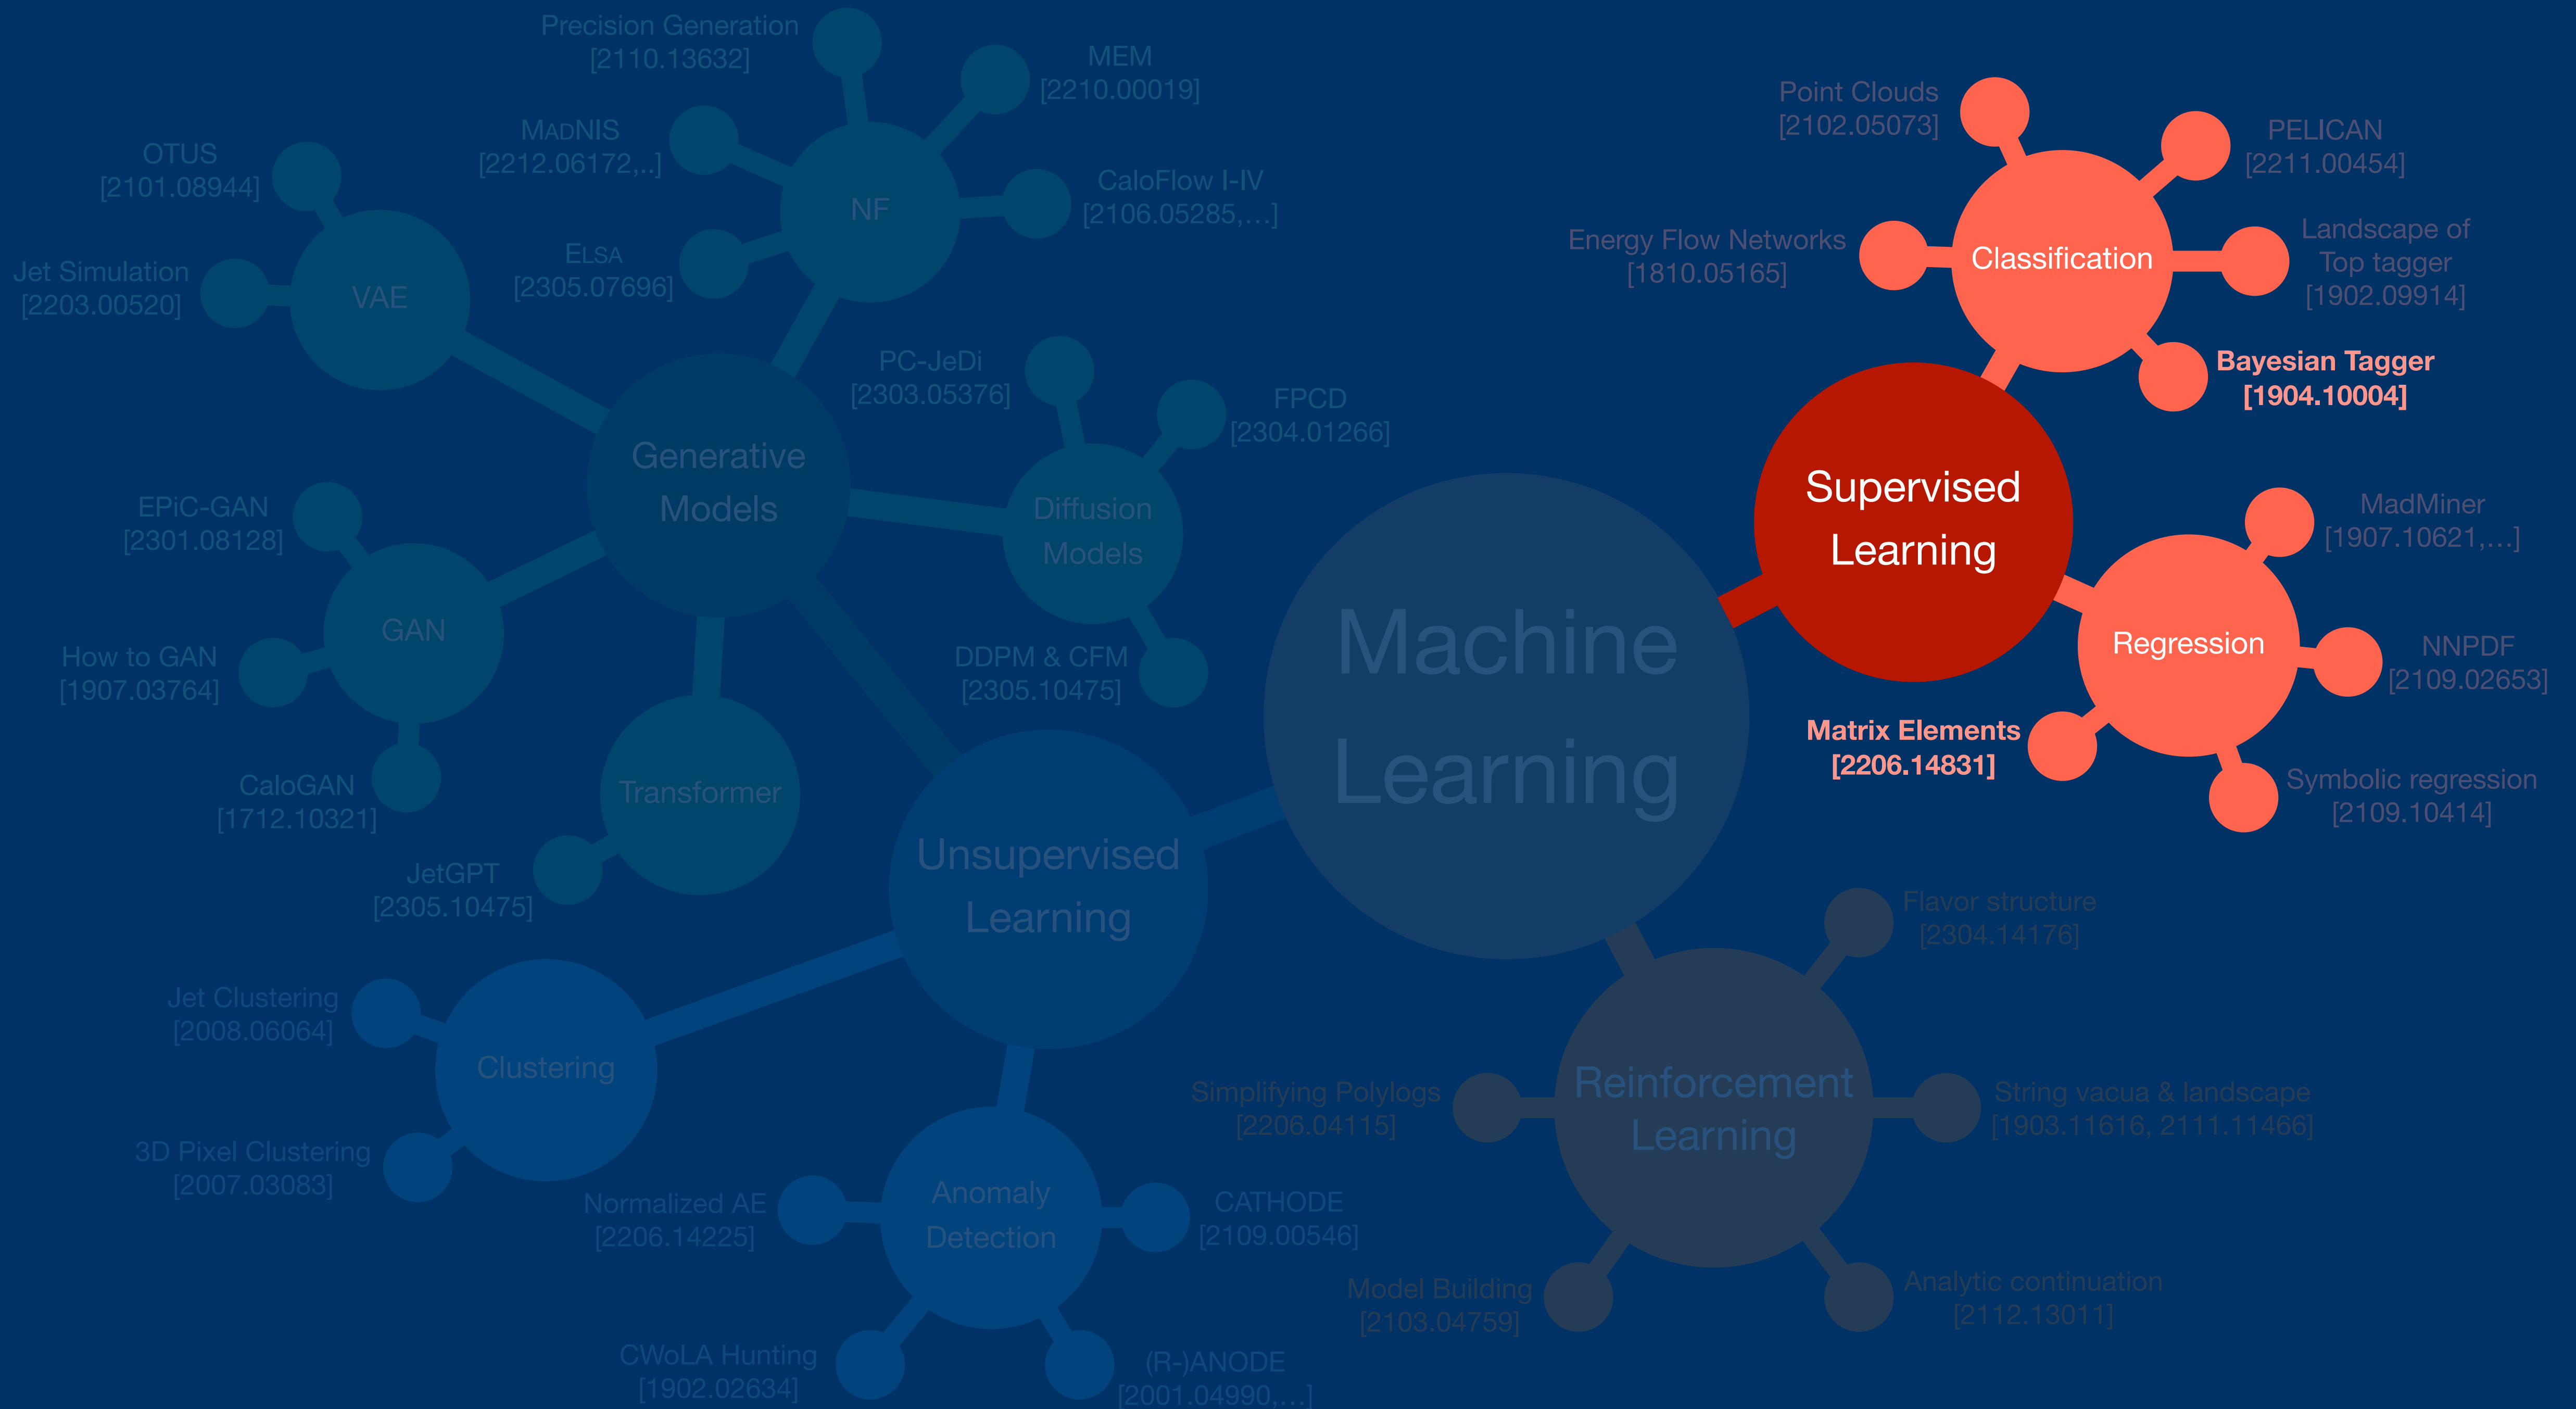 Precision Generation
[2110.13632]
MEM
[2210.00019]
MADNIS
[2212.06172,..]
CaloFlow I-IV
[2106.05285,…]
ELSA
[2305.07696]
NF
OTUS
[2101.08944]
Jet Simulation
[2203.00520]
VAE
Generative
Models
PC-JeDi
[2303.05376]
FPCD
[2304.01266]
Diffusion
Models
DDPM & CFM
[2305.10475]
EPiC-GAN
[2301.08128]
GAN
How to GAN
[1907.03764]
CaloGAN
[1712.10321]
Transformer
JetGPT
[2305.10475]
Unsupervised
Learning
Jet Clustering
[2008.06064]
Clustering
3D Pixel Clustering
[2007.03083]
Normalized AE
[2206.14225]
Anomaly
Detection
CATHODE
[2109.00546]
CWoLA Hunting
[1902.02634]
(R-)ANODE
[2001.04990,…]
Machine
Learning
Point Clouds
[2102.05073]
PELICAN
[2211.00454]
Energy Flow Networks
[1810.05165]
Classification
Landscape of
Top tagger
[1902.09914]
Bayesian Tagger
[1904.10004]
Supervised
Learning
MadMiner
[1907.10621,…]
Regression
NNPDF
[2109.02653]
Matrix Elements
[2206.14831]
Symbolic regression
[2109.10414]
Flavor structure
[2304.14176]
Simplifying Polylogs
[2206.04115]
Reinforcement
Learning
String vacua & landscape
[1903.11616, 2111.11466]
Model Building
[2103.04759]
Analytic continuation
[2112.13011]